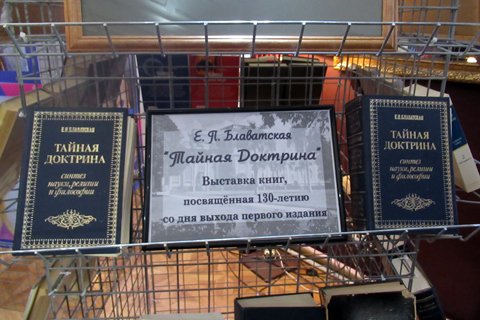 Е.П.БЛАВАТСКАЯ
ТАЙНАЯ
ДОКТРИНА
синтез
науки, религии
и философии
Е. П. Блаватская
"Тайная Доктрина"
Выставка книг,
посвящённая 130-летию
со дня выхода первого издания
Е.П.БЛАВАТСКАЯ
ТАЙНАЯ
ДОКТРИНА
синтез
науки, религии
и философии